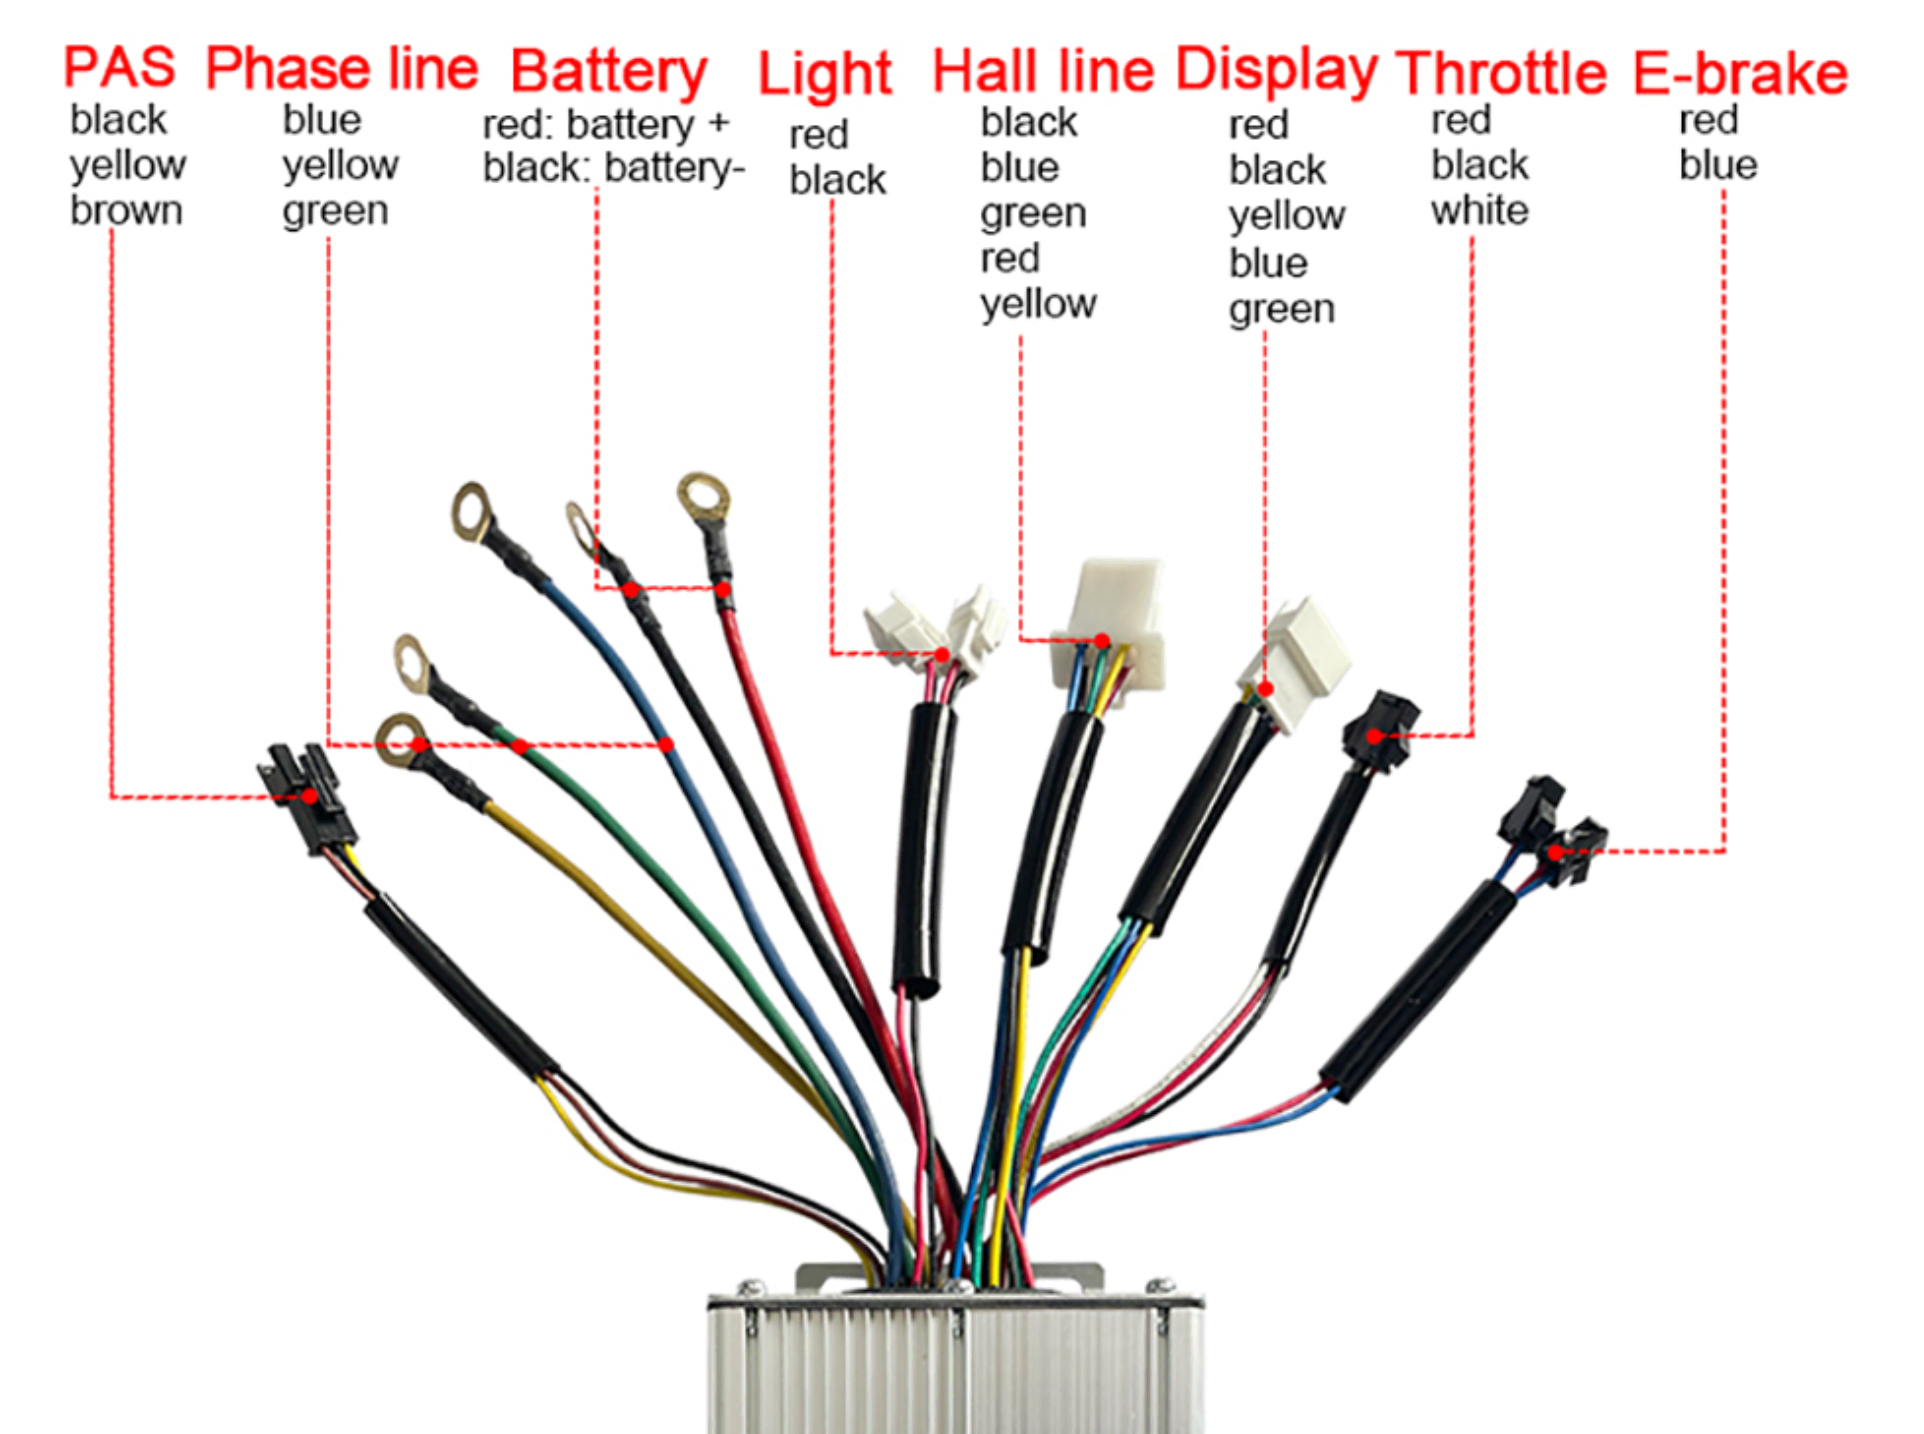 PAS
black
yellow
brown
Phase line
blue
yellow
green
Battery
red: battery +
black: battery-
Light
red
black
Hall line
black
blue
green
red
yellow
Display
red
black
yellow
blue
green
Throttle
red
black
white
E-brake
red
blue